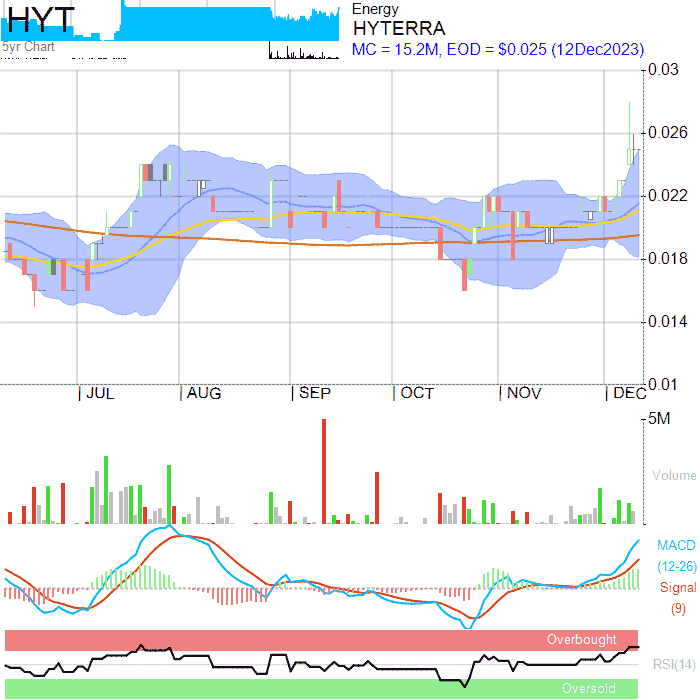 HYT
Energy
HYTERRA
5yr Chart
MC = 15.2M, EOD = $0.025 (12Dec2023)
0.03
0.026
0.022
0.018
0.014
0.01
JUL
AUG
SEP
OCT
NOV
DEC
5M
Volume
MACD
(12-26)
Signal
(9)
Overbought
RSI(14)
Oversold